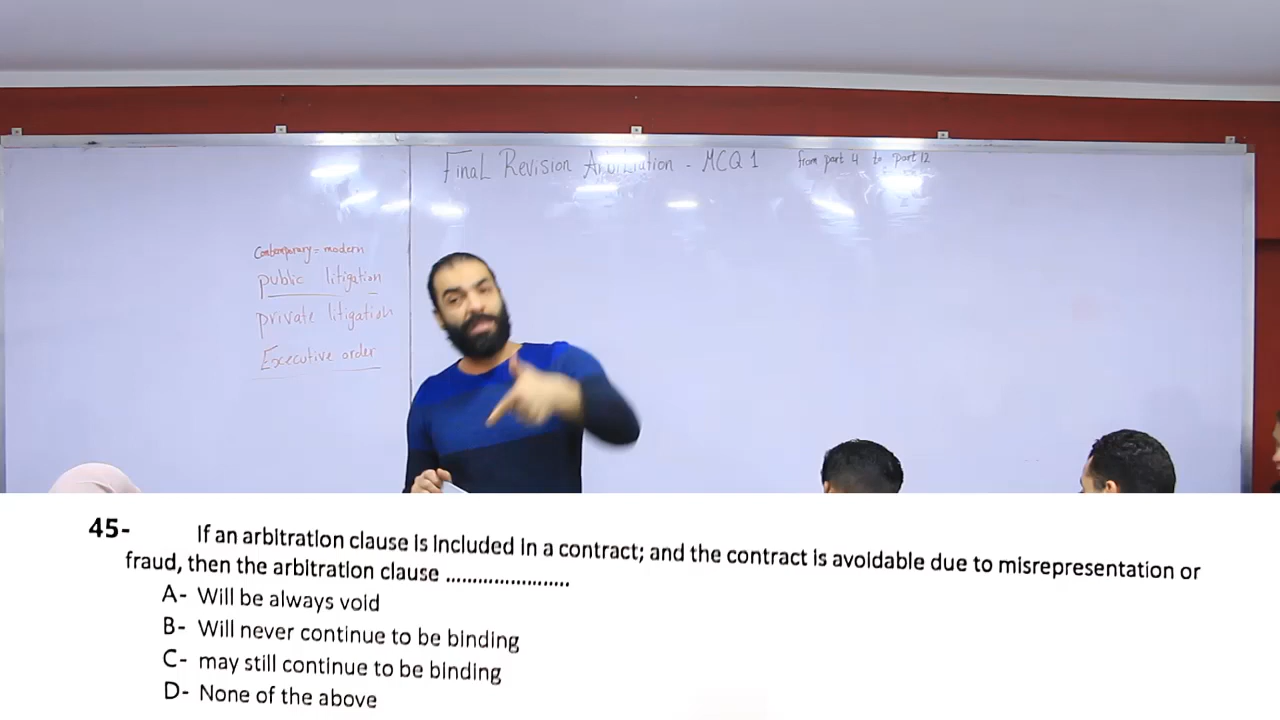 Final Revision Arbitration - MCQ 1 from part 4 to part 12
Contemporary = modern
public litigation
private litigation
Excecutive order
45- If an arbitration clause is included in a contract; and the contract is avoidable due to misrepresentation or
fraud, then the arbitration clause ........................
A- Will be always void
B- Will never continue to be binding
C- may still continue to be binding
D- None of the above